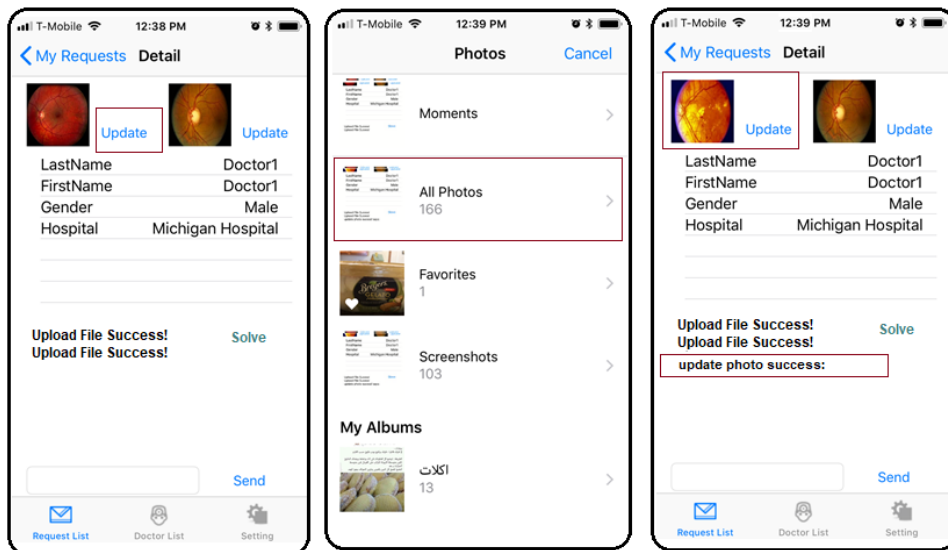 T-Mobile 12:38 PM
My Requests Detail
Update Update
LastName Doctor1
FirstName Doctor1
Gender Male
Hospital Michigan Hospital
Upload File Success!
Upload File Success!
Solve
Send
Request List Doctor List Setting
T-Mobile 12:39 PM
Photos Cancel
Moments
All Photos
166
Favorites
1
Screenshots
103
My Albums
اكلات
13
T-Mobile 12:39 PM
My Requests Detail
Update Update
LastName Doctor1
FirstName Doctor1
Gender Male
Hospital Michigan Hospital
Upload File Success!
Upload File Success!
Solve
update photo success:
Send
Request List Doctor List Setting